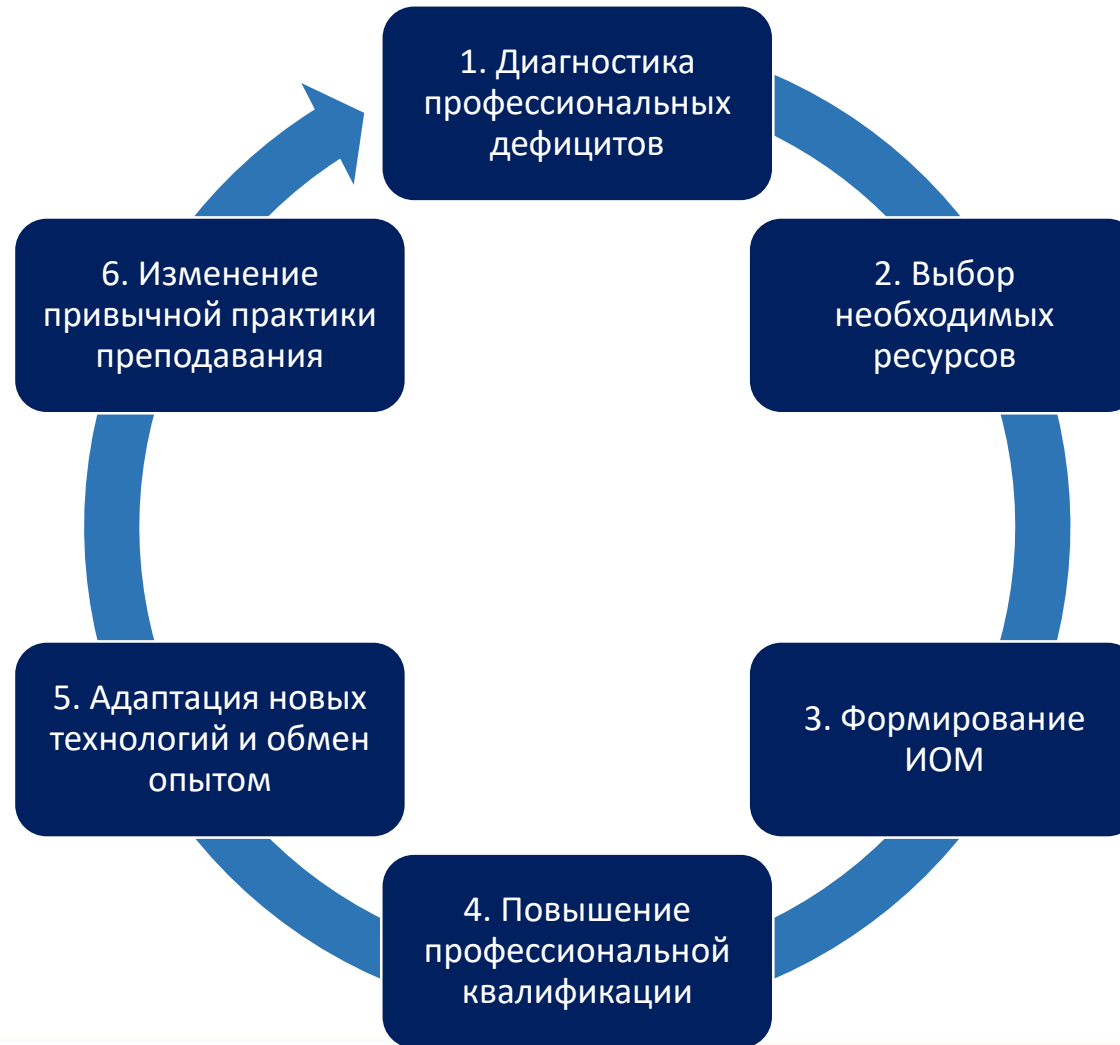 1. Диагностика
профессиональных
дефицитов
2. Выбор
необходимых
ресурсов
3. Формирование
ИОМ
4. Повышение
профессиональной
квалификации
5. Адаптация новых
технологий и обмен
опытом
6. Изменение
привычной практики
преподавания